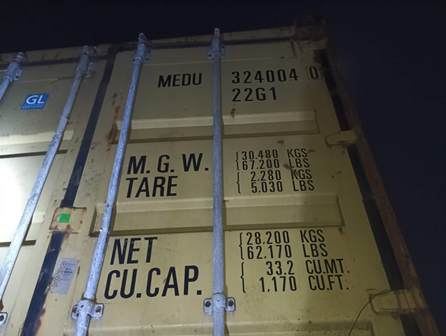 GL
MEDU 324004 0
22G1
M.G.W. 30.480 KGS
67.200 LBS
TARE 2.280 KGS
5.030 LBS
NET 28.200 KGS
62.170 LBS
CU.CAP. 33.2 CU.MT.
1.170 CU.FT.